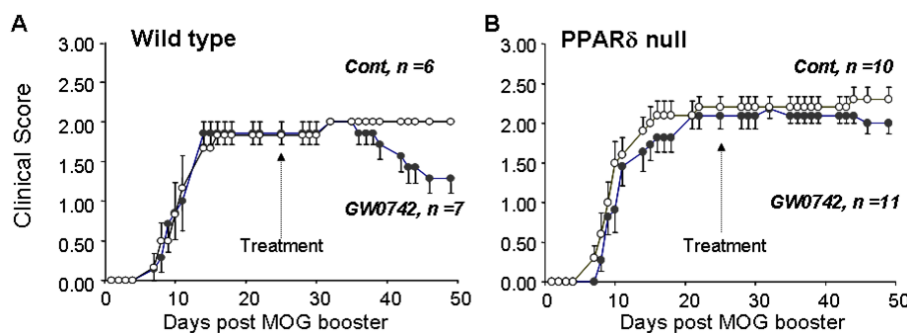 A
Wild type
Clinical Score
3.00
2.50
2.00
1.50
1.00
0.50
0.00
Cont, n =6
GW0742, n=7
Treatment
0 10 20 30 40 50
Days post MOG booster
B
PPARδ null
3.00
2.50
2.00
1.50
1.00
0.50
0.00
Cont, n =10
GW0742, n=11
Treatment
0 10 20 30 40 50
Days post MOG booster